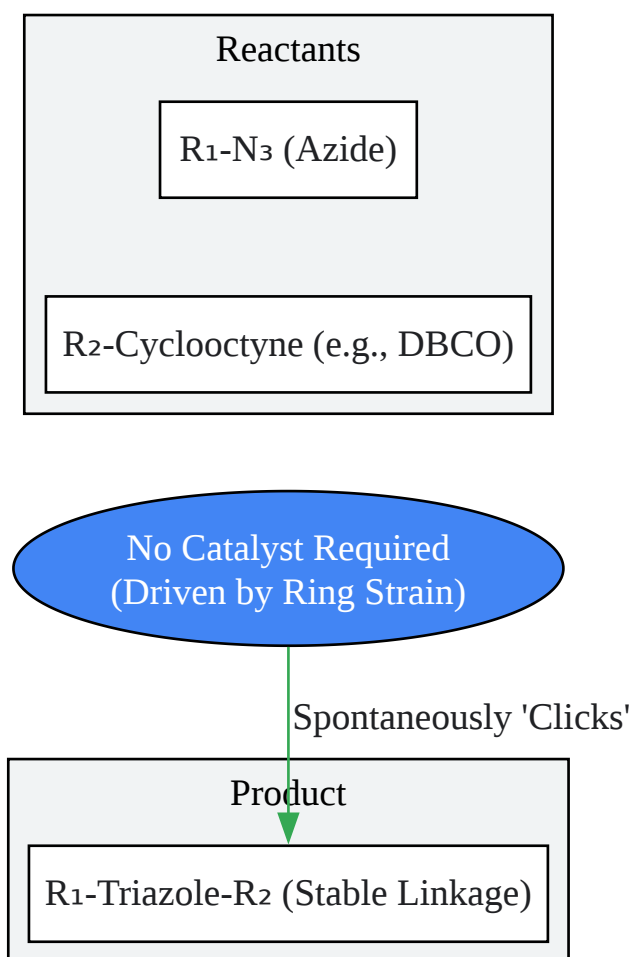 Reactants
R₁-N₃ (Azide)
R₂-Cyclooctyne (e.g., DBCO)
No Catalyst Required
(Driven by Ring Strain)
Spontaneously 'Clicks'
Product
R₁-Triazole-R₂ (Stable Linkage)